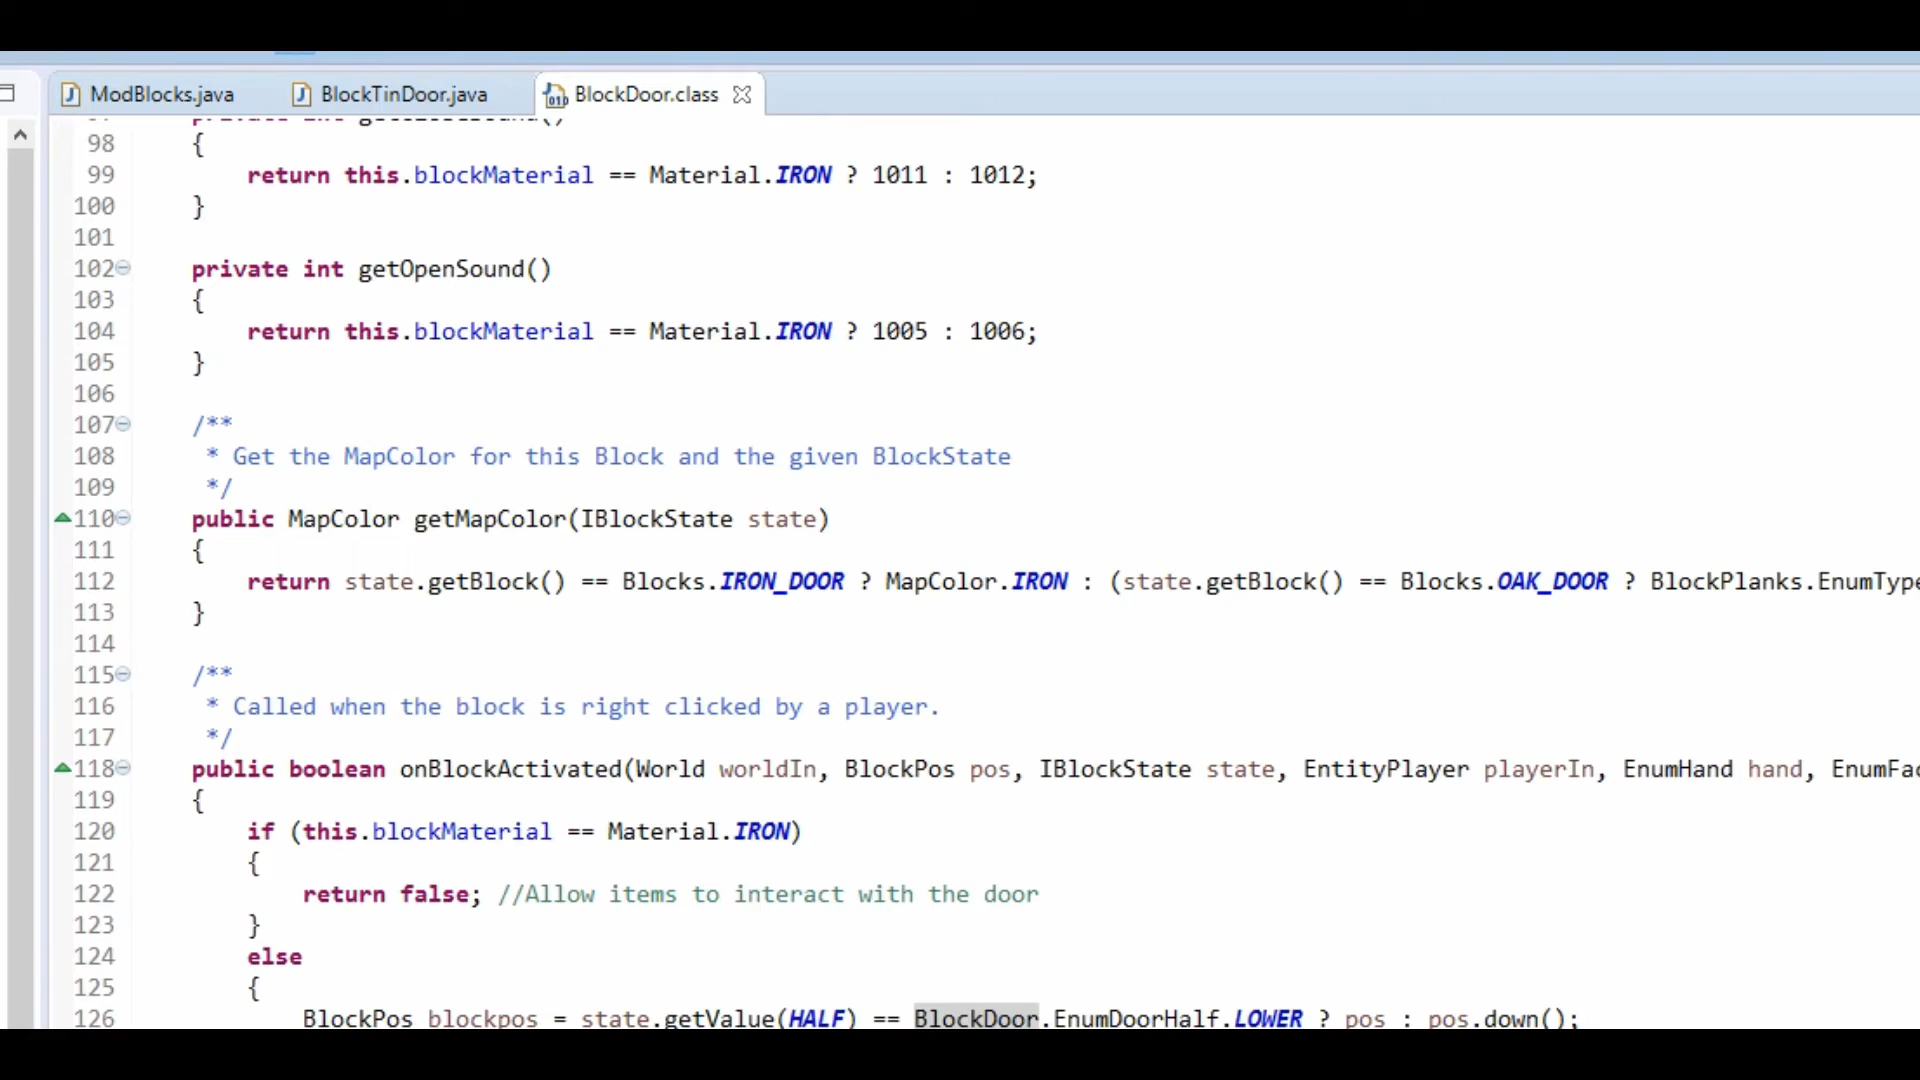 ModBlocks.java BlockTinDoor.java BlockDoor.class
98 {
99 return this.blockMaterial == Material.IRON ? 1011 : 1012;
100 }
101
102 private int getOpenSound()
103 {
104 return this.blockMaterial == Material.IRON ? 1005 : 1006;
105 }
106
107 /**
108 * Get the MapColor for this Block and the given BlockState
109 */
110 public MapColor getMapColor(IBlockState state)
111 {
112 return state.getBlock() == Blocks.IRON_DOOR ? MapColor.IRON : (state.getBlock() == Blocks.OAK_DOOR ? BlockPlanks.EnumType
113 }
114
115 /**
116 * Called when the block is right clicked by a player.
117 */
118 public boolean onBlockActivated(World worldIn, BlockPos pos, IBlockState state, EntityPlayer playerIn, EnumHand hand, EnumFac
119 {
120 if (this.blockMaterial == Material.IRON)
121 {
122 return false; //Allow items to interact with the door
123 }
124 else
125 {
126 BlockPos blockpos = state.getValue(HALF) == BlockDoor.EnumDoorHalf.LOWER ? pos : pos.down();